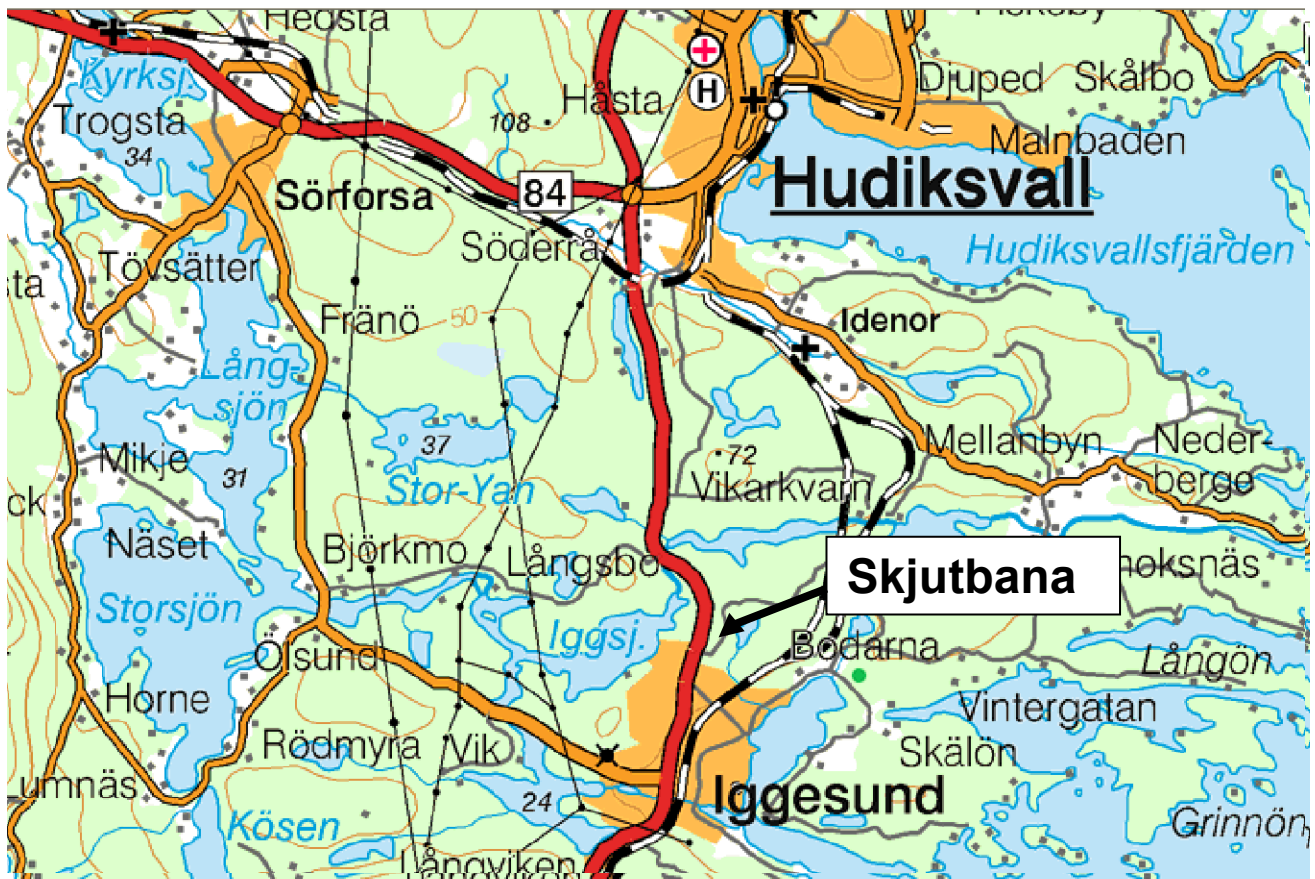 Hedsta
Kyrksj.
Håsta
H
Djuped
Skålbo
Trogsta
108
Malnbaden
34
Sörforsa
84
Hudiksvall
Söderrå
Hudiksvallsfjärden
Tövsätter
sta
Fränö
50
Idenor
Lång-
sjön
37
72
Mellanbyn
Neder-
berge
Mikje
31
Stor-Yan
Vikarkvarn
ck
Näset
Björkmo
Långsbo
Skjutbana
noksnäs
Storsjön
Iggsj.
Ölsund
Bodarna
Långön
Horne
Vintergatan
Rödmyra
Vik
Skälön
Lumnäs
24
Iggesund
Kösen
Grinnön
Långviken